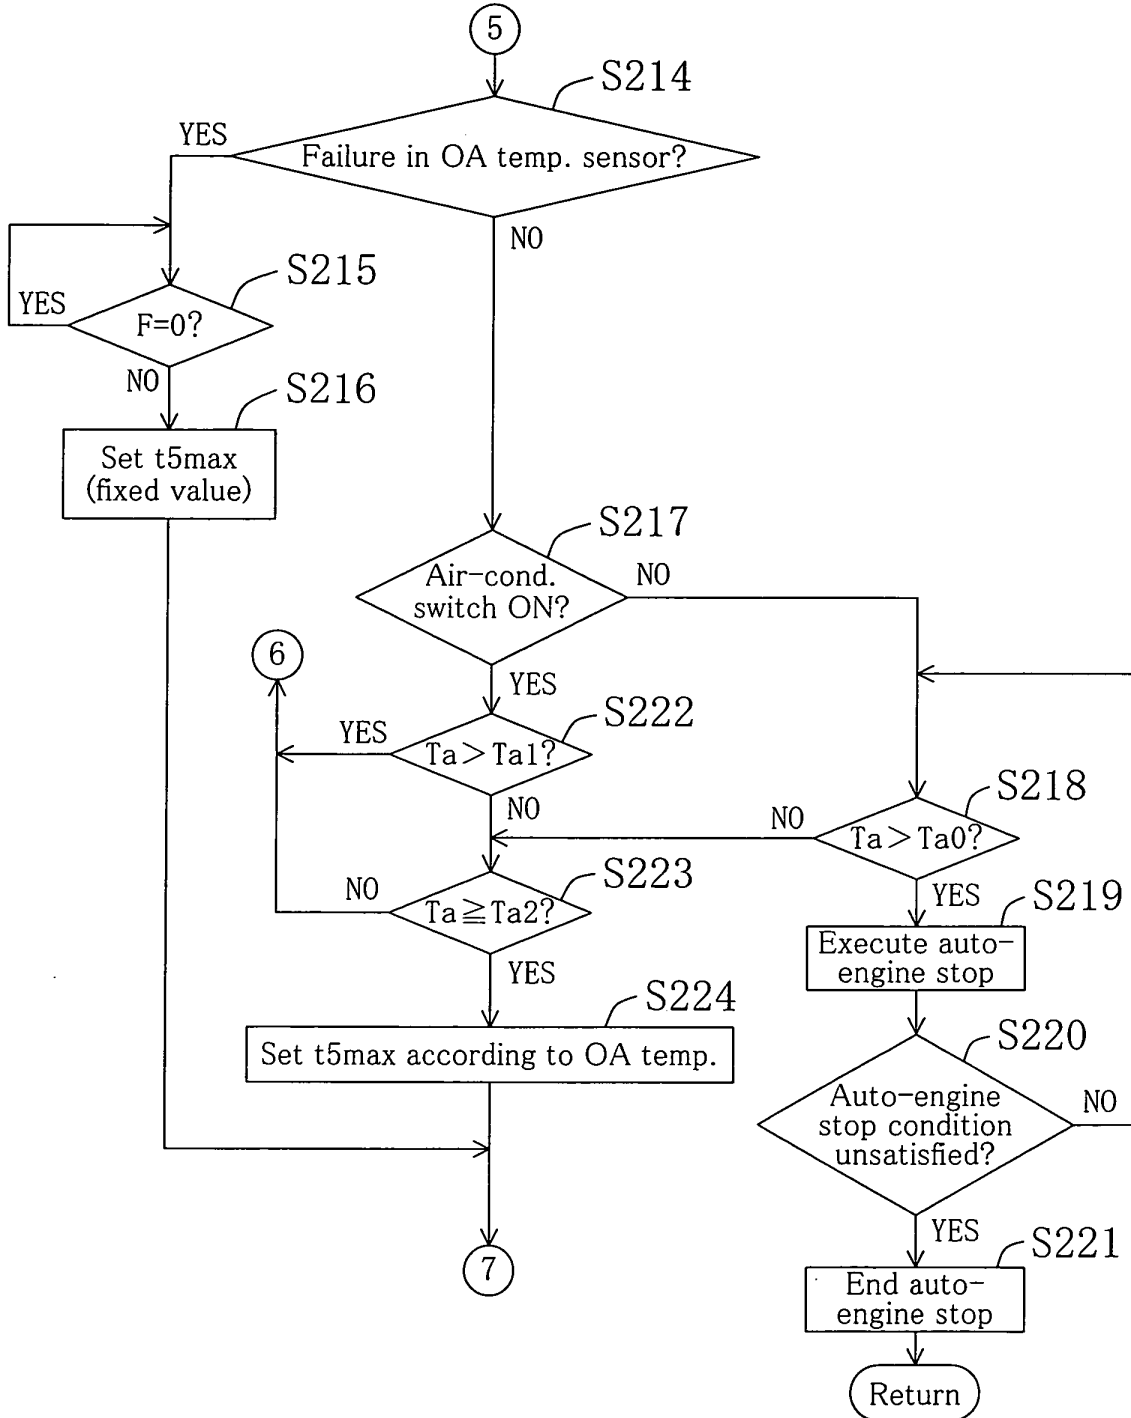 5
S214
YES
Failure in OA temp. sensor?
NO
S215
YES
F=0?
NO
S216
Set t5max
(fixed value)
S217
Air-cond.
switch ON?
NO
6
YES
S222
YES
Ta>Ta1?
NO
S218
NO
Ta>Ta0?
S223
NO
Ta≧Ta2?
YES
S219
Execute auto-
engine stop
YES
S224
Set t5max according to OA temp.
S220
Auto-engine
stop condition
unsatisfied?
NO
YES
S221
7
End auto-
engine stop
Return